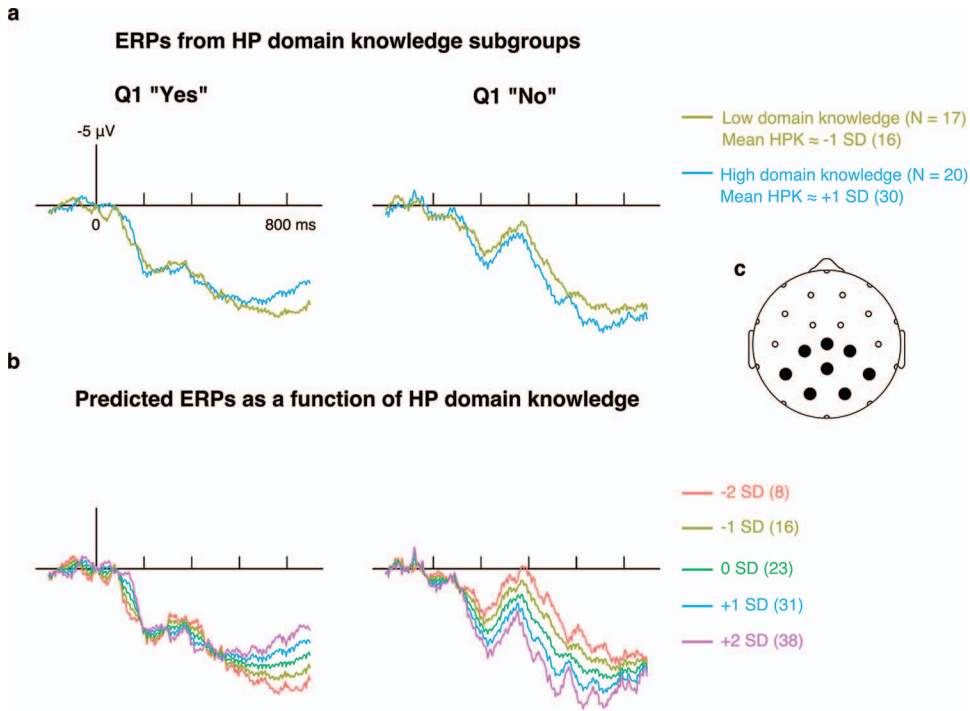 a
ERPs from HP domain knowledge subgroups
Q1 "Yes"
Q1 "No"
-5 µV
0
800 ms
Low domain knowledge (N = 17)
Mean HPK ≈ -1 SD (16)
High domain knowledge (N = 20)
Mean HPK ≈ +1 SD (30)
c
b
Predicted ERPs as a function of HP domain knowledge
-2 SD (8)
-1 SD (16)
0 SD (23)
+1 SD (31)
+2 SD (38)